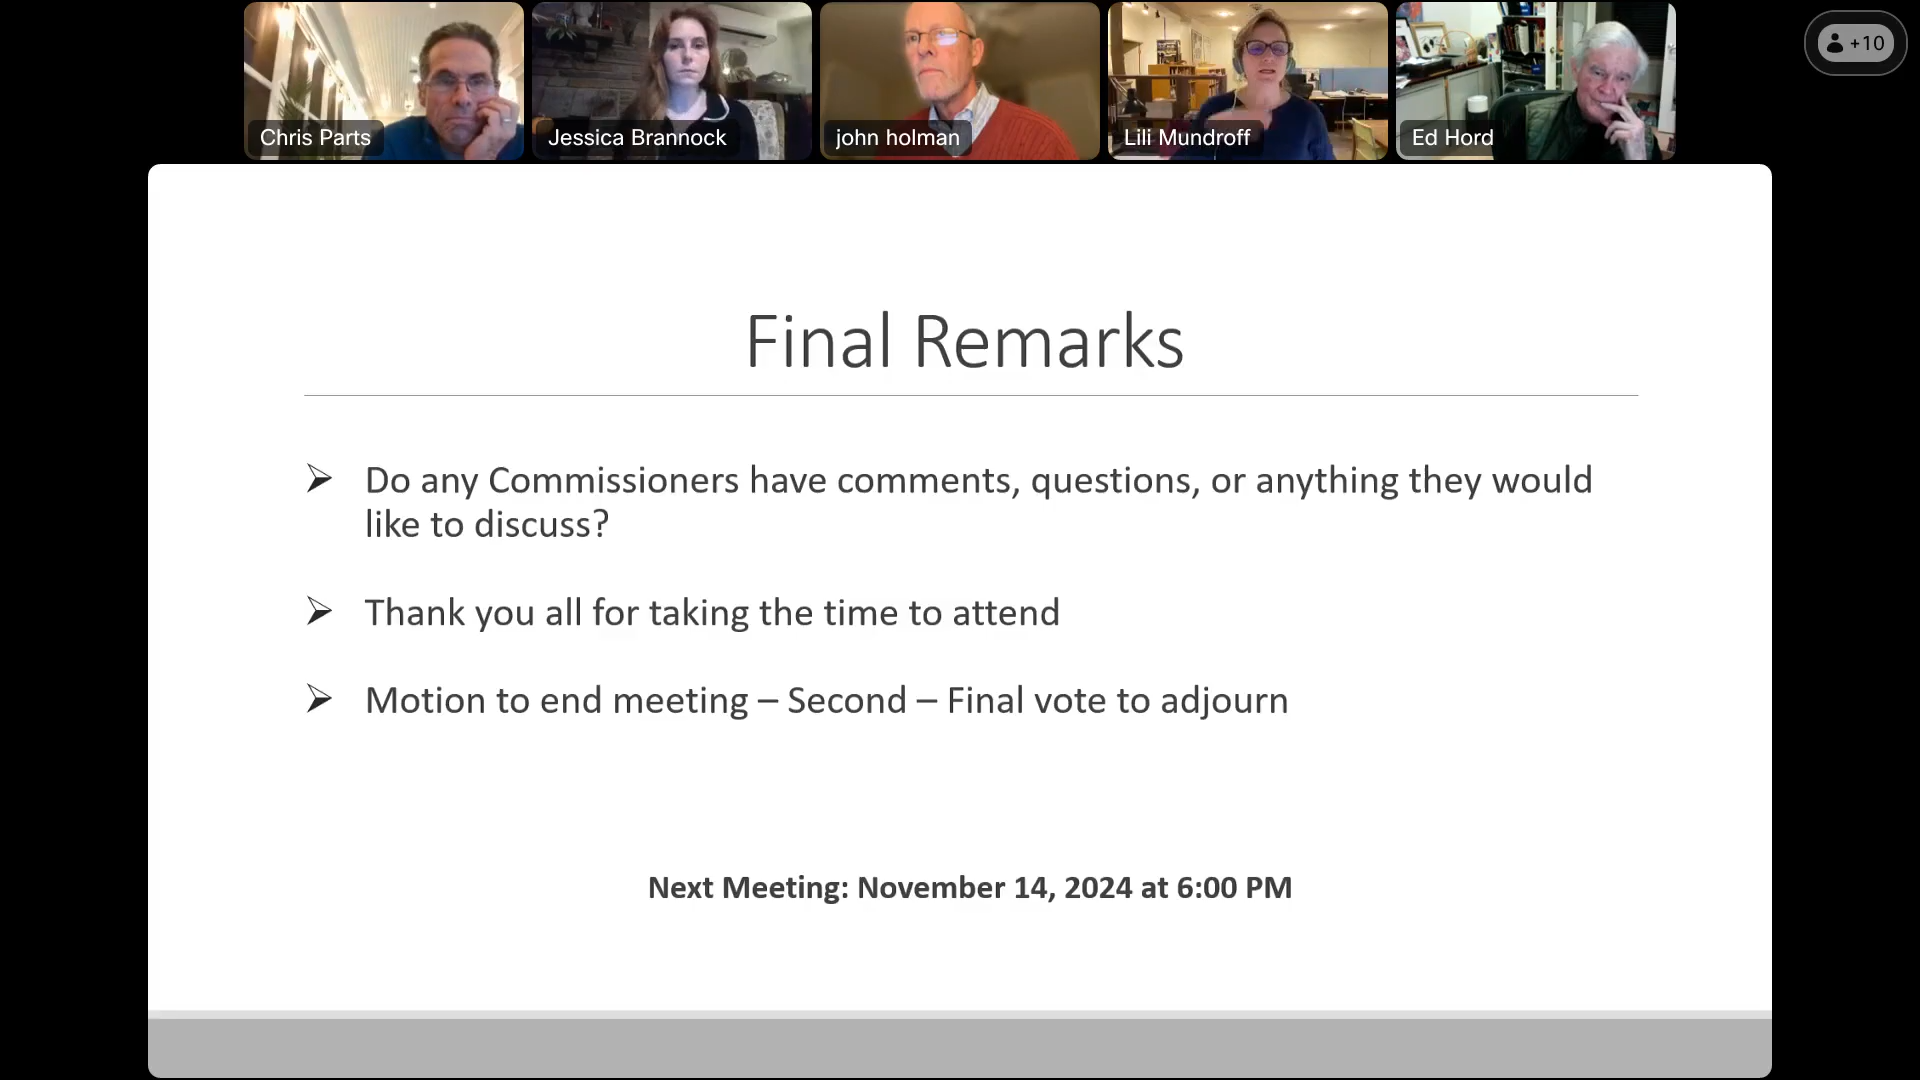 Chris Parts
Jessica Brannock
john holman
Lili Mundroff
Ed Hord
+10
Final Remarks
Do any Commissioners have comments, questions, or anything they would
like to discuss?
Thank you all for taking the time to attend
Motion to end meeting – Second – Final vote to adjourn
Next Meeting: November 14, 2024 at 6:00 PM